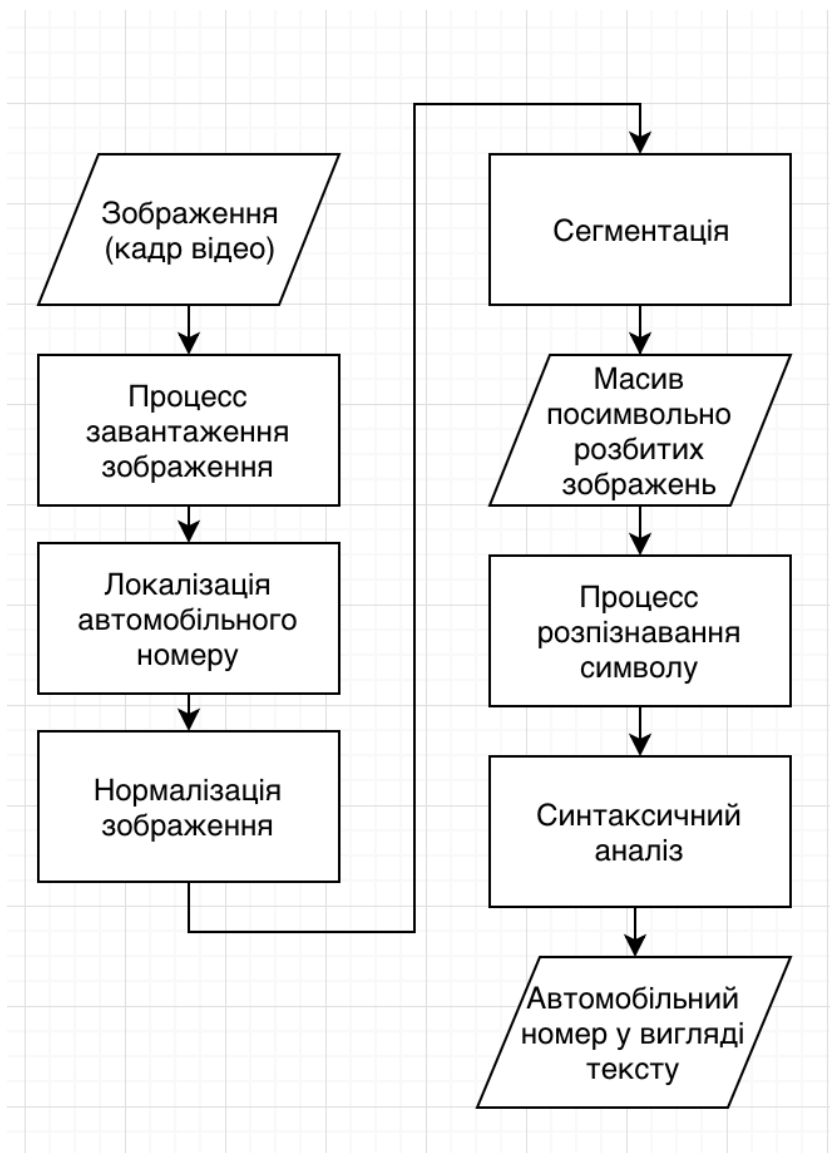 Зображення
(кадр відео)
Процесс
завантаження
зображення
Локалізація
автомобільного
номеру
Нормалізація
зображення
Сегментація
Масив
посимвольно
розбитих
зображень
Процесс
розпізнавання
символу
Синтаксичний
аналіз
Автомобільний
номер у вигляді
тексту